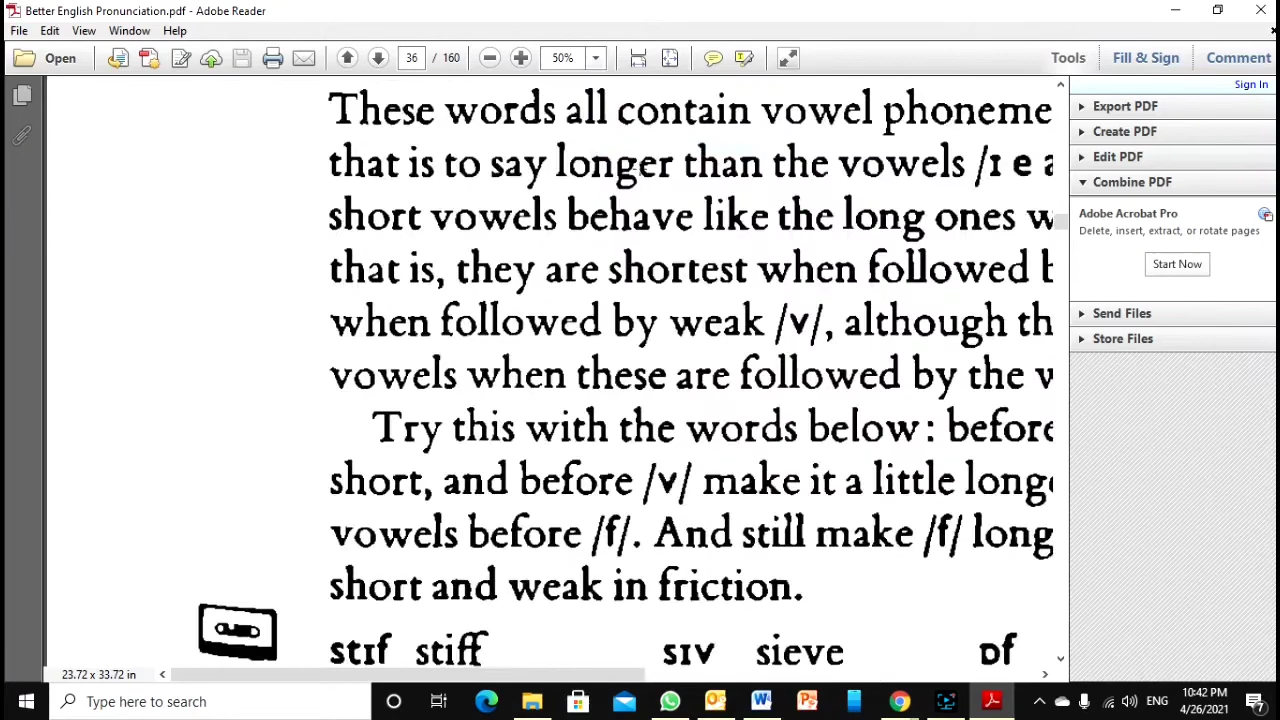 Better English Pronunciation.pdf - Adobe Reader
File Edit View Window Help
Open 36 / 160 50% Tools Fill & Sign Comment
Sign In
Export PDF
Create PDF
Edit PDF
Combine PDF
Adobe Acrobat Pro
Delete, insert, extract, or rotate pages
Start Now
Send Files
Store Files
These words all contain vowel phoneme
that is to say longer than the vowels /ɪ e a
short vowels behave like the long ones w
that is, they are shortest when followed b
when followed by weak /v/, although th
vowels when these are followed by the v
Try this with the words below: before
short, and before /v/ make it a little longe
vowels before /f/. And still make /f/ long
short and weak in friction.
stɪf stiff sɪv sieve ɒf
23.72 x 33.72 in
Type here to search
ENG
10:42 PM
4/26/2021
7